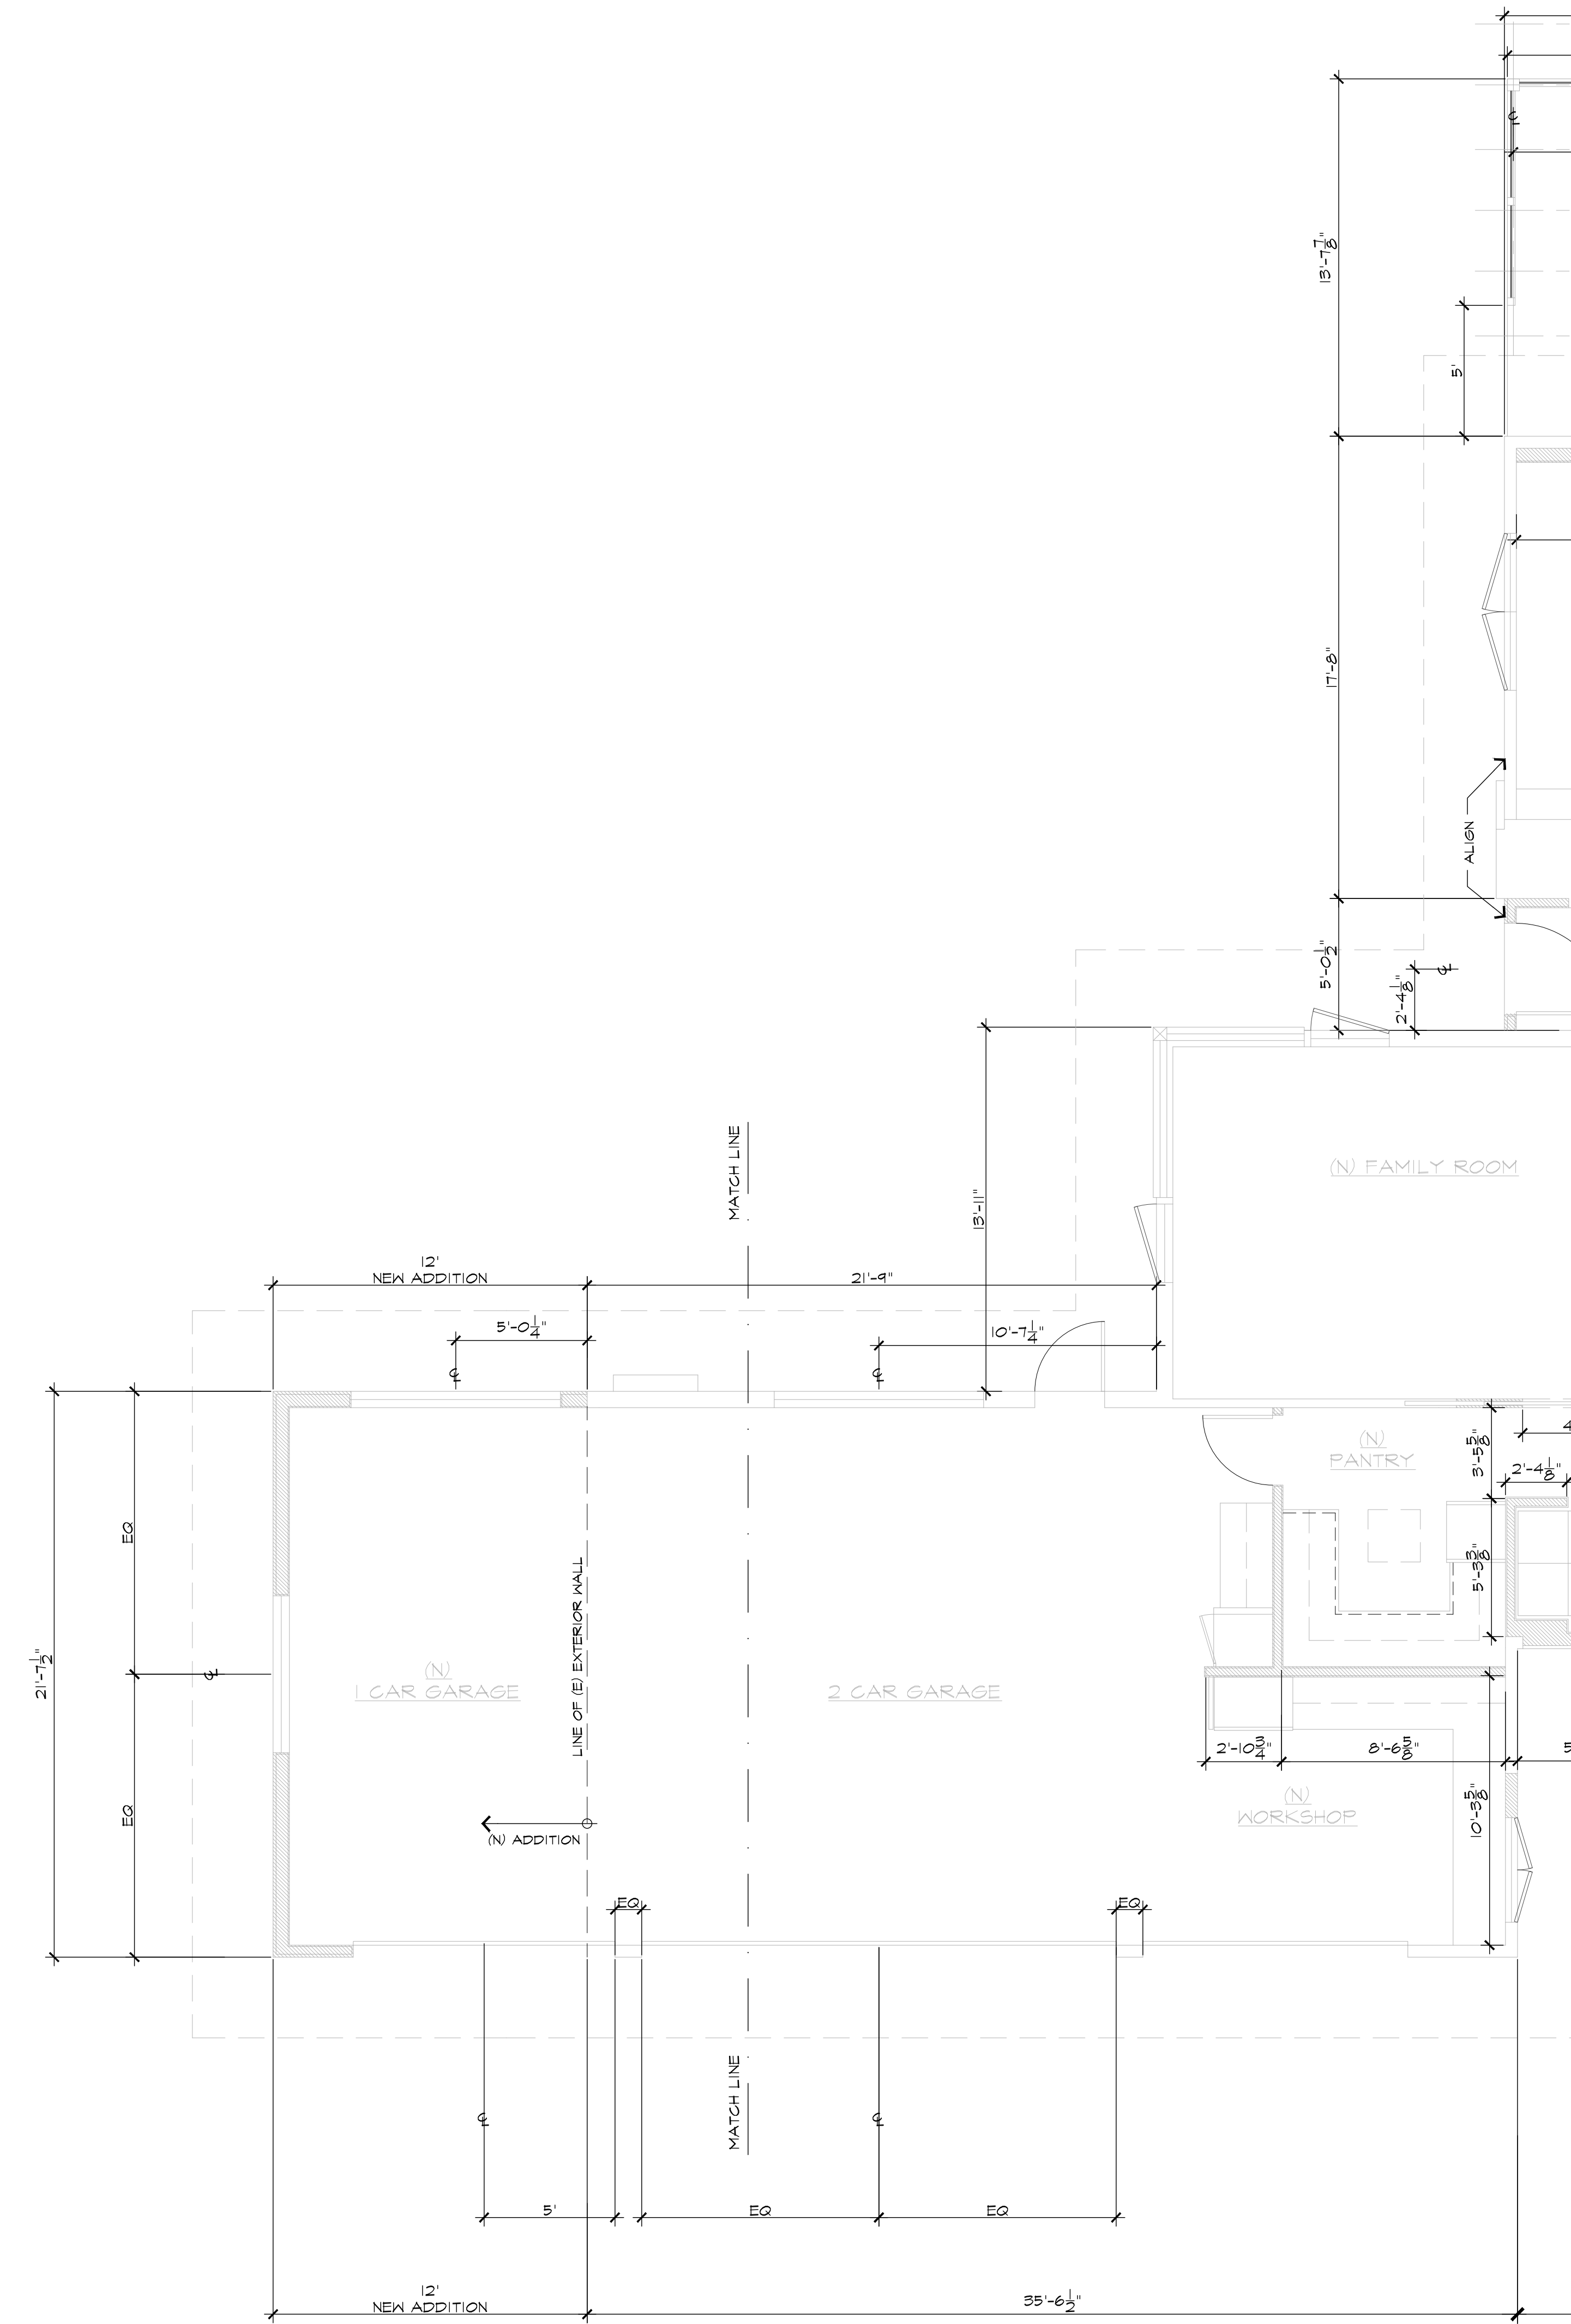 13'-7 7/8"
5'
17'-8"
ALIGN
5'-0 1/2"
2'-4 1/8"
℄
℄
MATCH LINE
13'-11"
(N) FAMILY ROOM
12'
NEW ADDITION
21'-9"
5'-0 1/4"
10'-7 1/4"
℄
℄
(N)
PANTRY
3'-5 5/8"
2'-4 1/8"
4
5'-3 3/8"
EQ
21'-7 1/2"
℄
LINE OF (E) EXTERIOR WALL
(N)
1 CAR GARAGE
2 CAR GARAGE
2'-10 3/4"
8'-6 5/8"
5
EQ
(N)
WORKSHOP
10'-3 5/8"
(N) ADDITION
EQ
EQ
MATCH LINE
℄
℄
5'
EQ
EQ
12'
NEW ADDITION
35'-6 1/2"